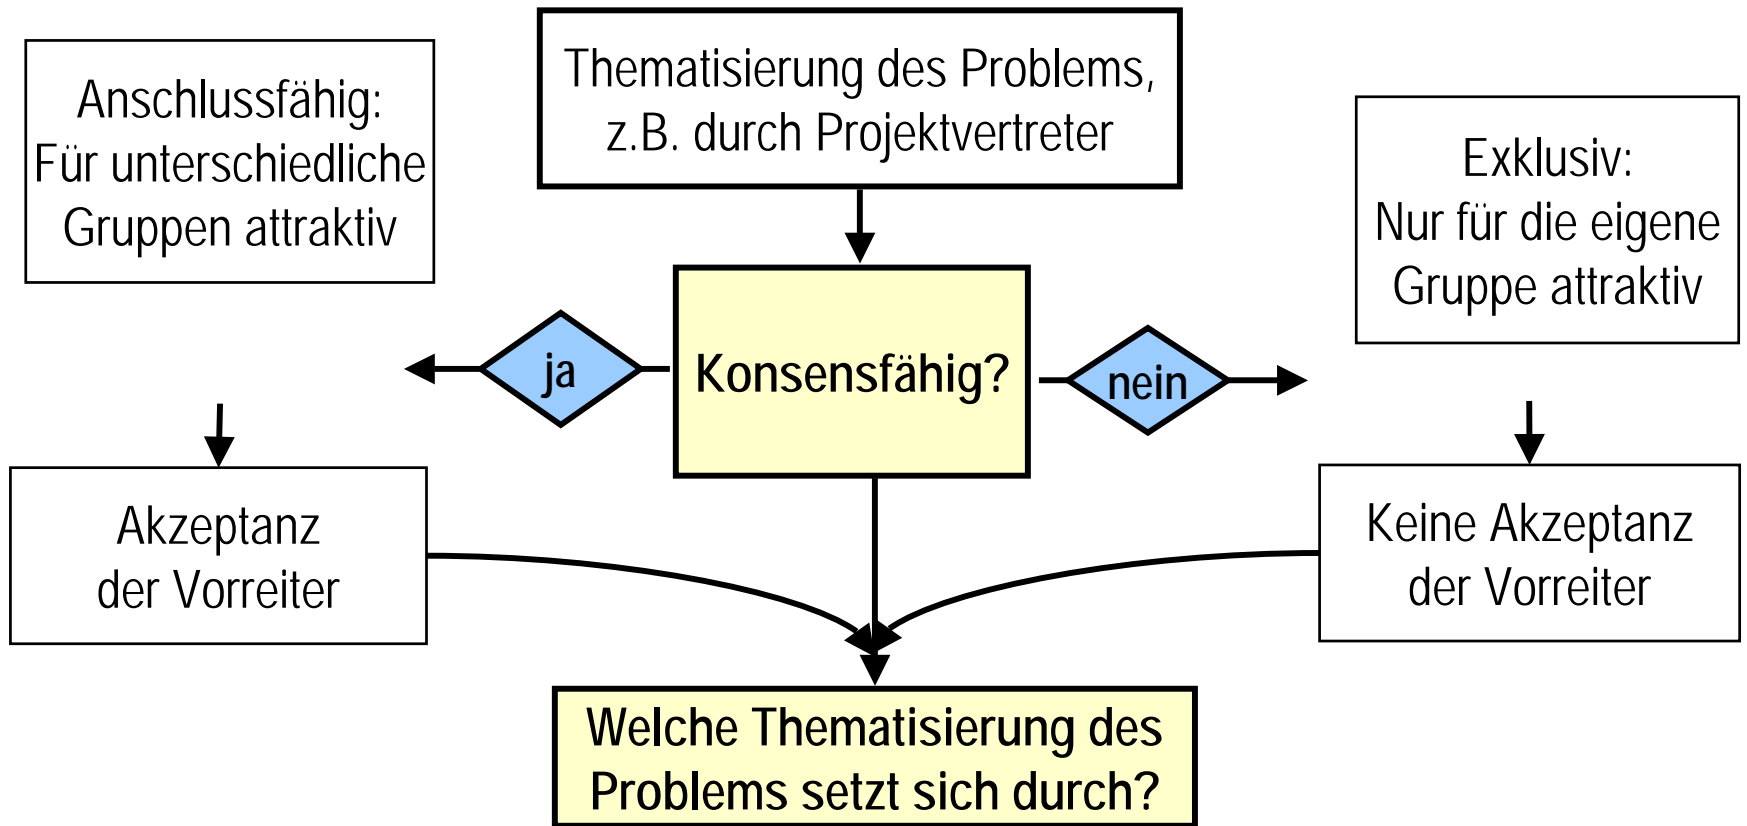 Thematisierung des Problems,
z.B. durch Projektvertreter
Anschlussfähig:
Für unterschiedliche
Gruppen attraktiv
Exklusiv:
Nur für die eigene
Gruppe attraktiv
ja
Konsensfähig?
nein
Akzeptanz
der Vorreiter
Keine Akzeptanz
der Vorreiter
Welche Thematisierung des
Problems setzt sich durch?